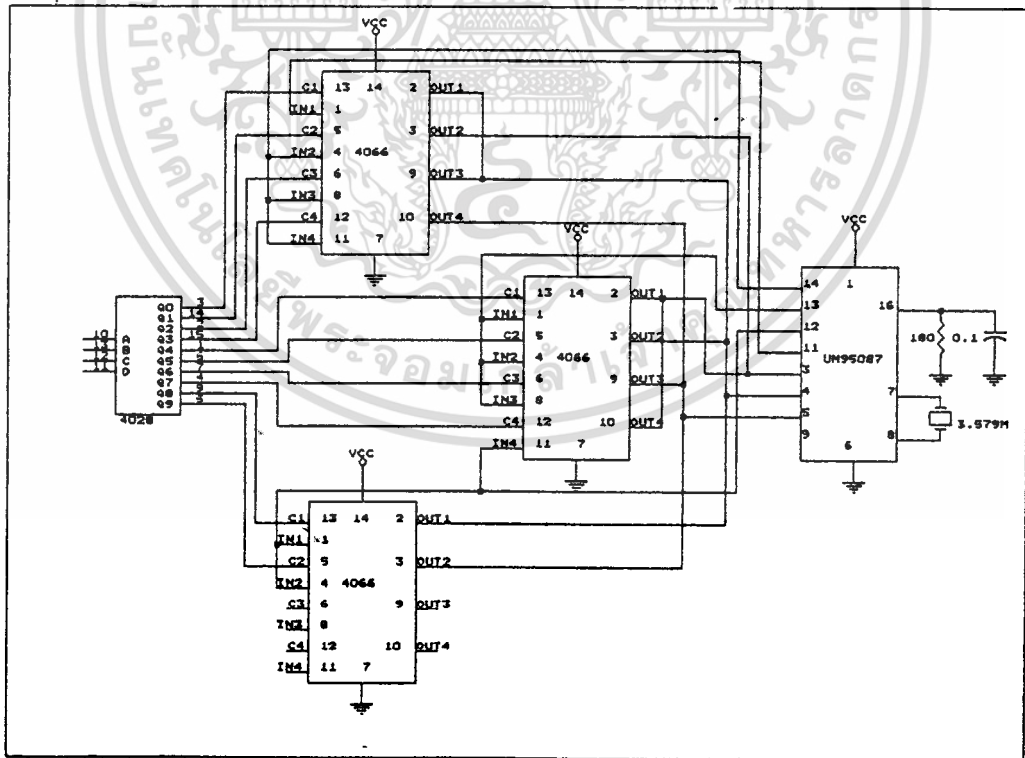 VCC
C1 13 14 2 OUT1
IN1 1
C2 5 3 OUT2
IN2 4 4066
C3 6 9 OUT3
IN3 8
C4 12 10 OUT4
IN4 11 7
VCC
C1 13 14 2 OUT1
IN1 1
C2 5 3 OUT2
IN2 4 4066
C3 6 9 OUT3
IN3 8
C4 12 10 OUT4
IN4 11 7
VCC
14 1
13 16
12
11
UM95087
3
4 7
5
9 6 8
180 0.1
3.579M
Q0 3
Q1 14
Q2 2
Q3 15
Q4
Q5
Q6
Q7
Q8
Q9
10 A
B
C
11 D
4028
VCC
C1 13 14 2 OUT1
IN1 1
C2 5 3 OUT2
IN2 4 4066
C3 6 9 OUT3
IN3 8
C4 12 10 OUT4
IN4 11 7